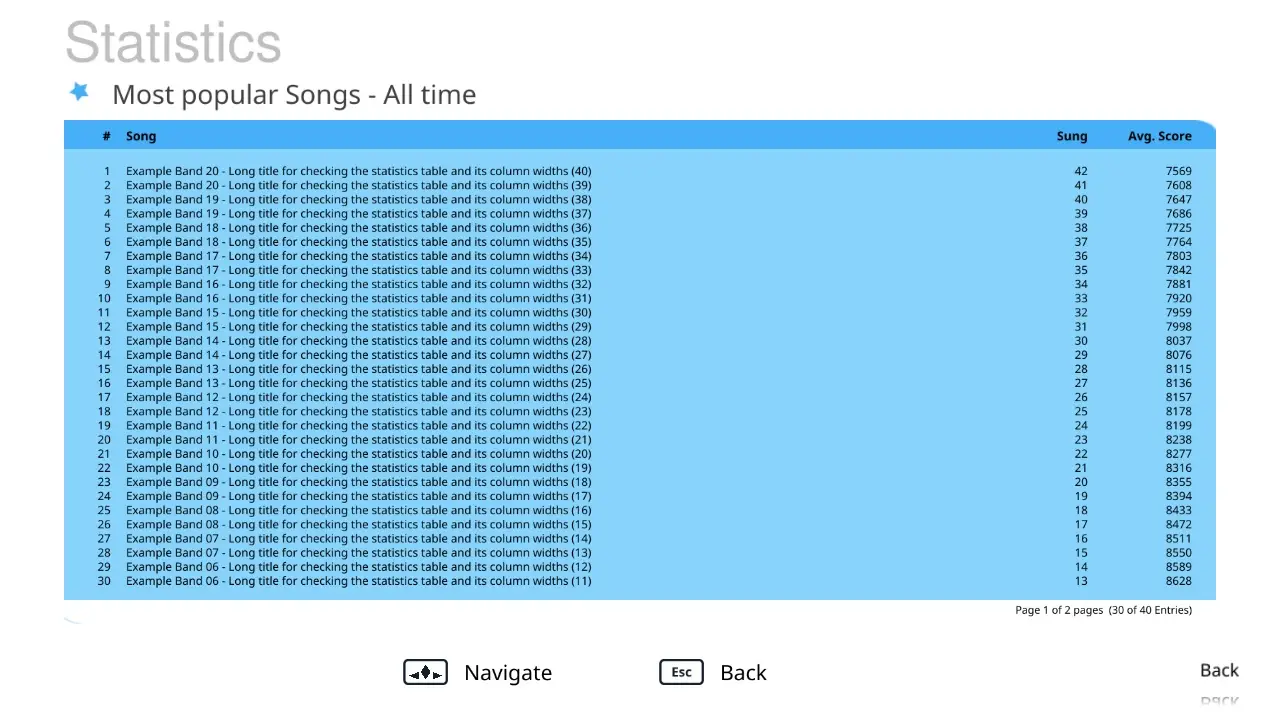 Statistics
Most popular Songs - All time
# Song Sung Avg. Score
1 Example Band 20 - Long title for checking the statistics table and its column widths (40) 42 7569
2 Example Band 20 - Long title for checking the statistics table and its column widths (39) 41 7608
3 Example Band 19 - Long title for checking the statistics table and its column widths (38) 40 7647
4 Example Band 19 - Long title for checking the statistics table and its column widths (37) 39 7686
5 Example Band 18 - Long title for checking the statistics table and its column widths (36) 38 7725
6 Example Band 18 - Long title for checking the statistics table and its column widths (35) 37 7764
7 Example Band 17 - Long title for checking the statistics table and its column widths (34) 36 7803
8 Example Band 17 - Long title for checking the statistics table and its column widths (33) 35 7842
9 Example Band 16 - Long title for checking the statistics table and its column widths (32) 34 7881
10 Example Band 16 - Long title for checking the statistics table and its column widths (31) 33 7920
11 Example Band 15 - Long title for checking the statistics table and its column widths (30) 32 7959
12 Example Band 15 - Long title for checking the statistics table and its column widths (29) 31 7998
13 Example Band 14 - Long title for checking the statistics table and its column widths (28) 30 8037
14 Example Band 14 - Long title for checking the statistics table and its column widths (27) 29 8076
15 Example Band 13 - Long title for checking the statistics table and its column widths (26) 28 8115
16 Example Band 13 - Long title for checking the statistics table and its column widths (25) 27 8136
17 Example Band 12 - Long title for checking the statistics table and its column widths (24) 26 8157
18 Example Band 12 - Long title for checking the statistics table and its column widths (23) 25 8178
19 Example Band 11 - Long title for checking the statistics table and its column widths (22) 24 8199
20 Example Band 11 - Long title for checking the statistics table and its column widths (21) 23 8238
21 Example Band 10 - Long title for checking the statistics table and its column widths (20) 22 8277
22 Example Band 10 - Long title for checking the statistics table and its column widths (19) 21 8316
23 Example Band 09 - Long title for checking the statistics table and its column widths (18) 20 8355
24 Example Band 09 - Long title for checking the statistics table and its column widths (17) 19 8394
25 Example Band 08 - Long title for checking the statistics table and its column widths (16) 18 8433
26 Example Band 08 - Long title for checking the statistics table and its column widths (15) 17 8472
27 Example Band 07 - Long title for checking the statistics table and its column widths (14) 16 8511
28 Example Band 07 - Long title for checking the statistics table and its column widths (13) 15 8550
29 Example Band 06 - Long title for checking the statistics table and its column widths (12) 14 8589
30 Example Band 06 - Long title for checking the statistics table and its column widths (11) 13 8628
Page 1 of 2 pages (30 of 40 Entries)
Navigate Esc Back Back